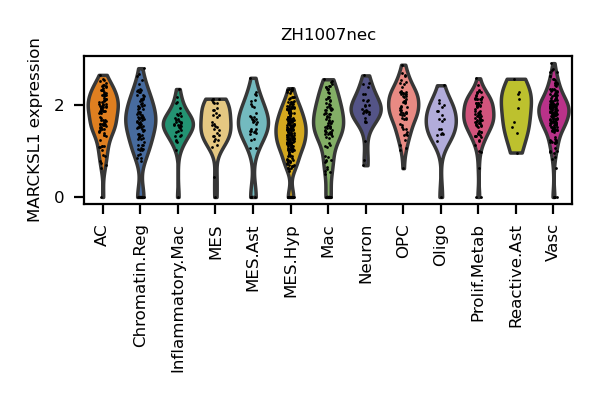 ZH1007nec
MARCKSL1 expression
2
0
AC
Chromatin.Reg
Inflammatory.Mac
MES
MES.Ast
MES.Hyp
Mac
Neuron
OPC
Oligo
Prolif.Metab
Reactive.Ast
Vasc